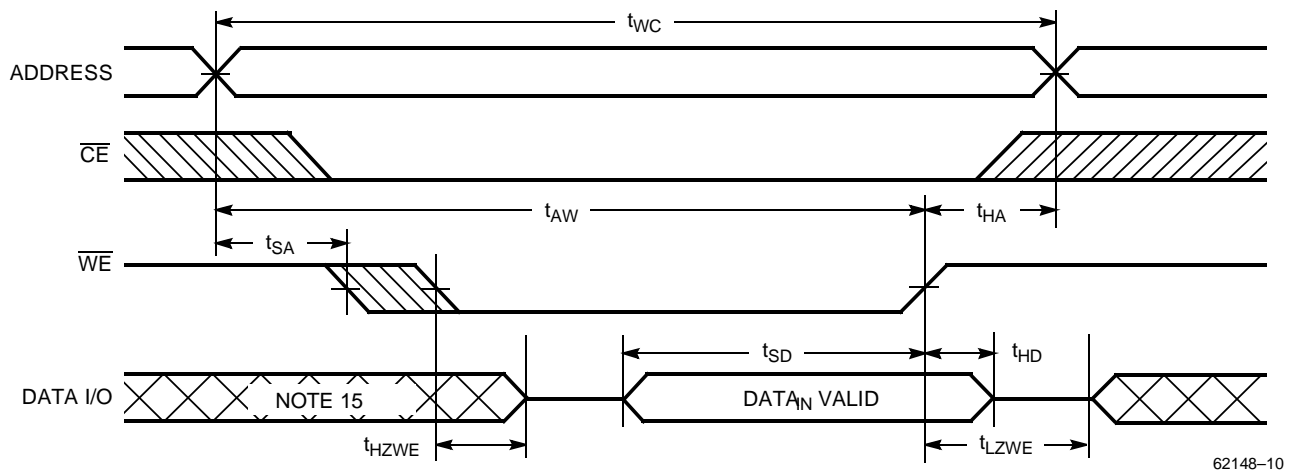 tWC
ADDRESS
CE
tAW
tHA
tSA
WE
tSD
tHD
DATA I/O
NOTE 15
DATAIN VALID
tHZWE
tLZWE
62148–10